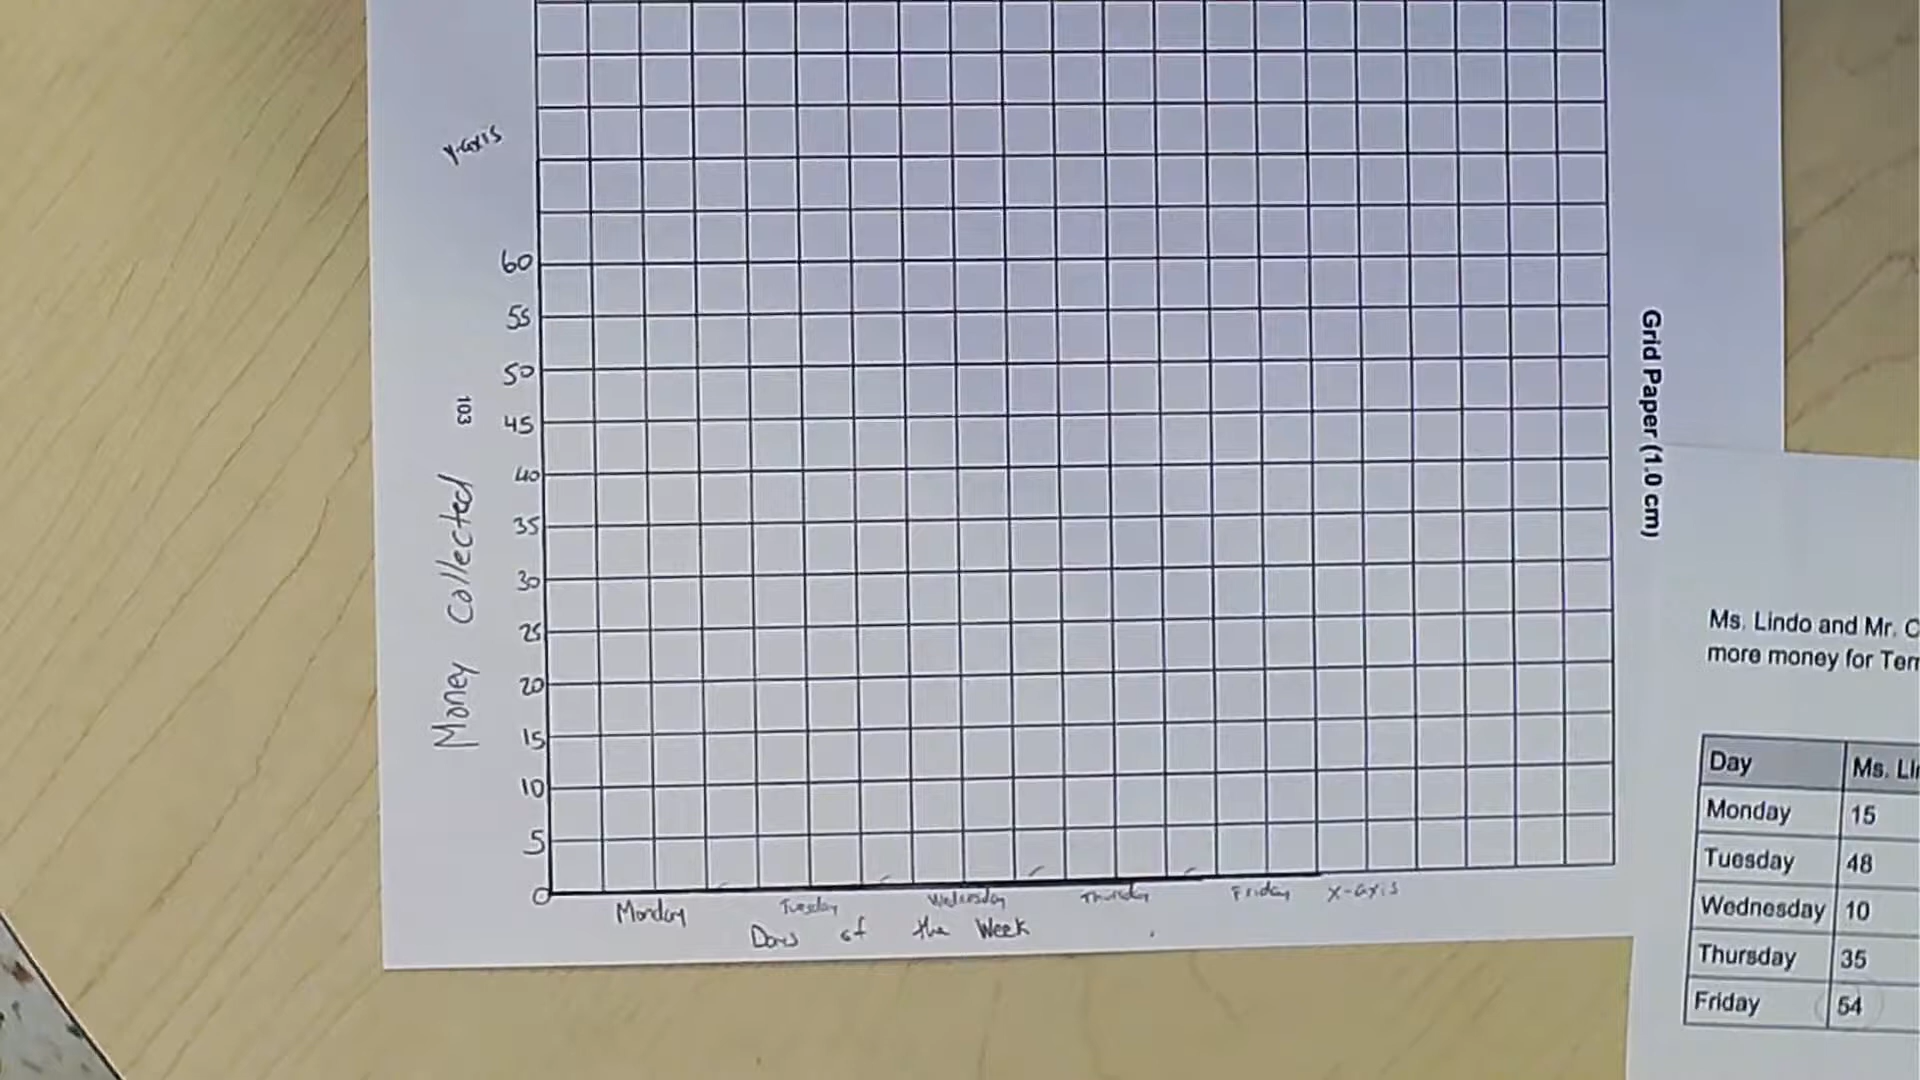 y-axis
60
55
50
45
40
35
30
25
20
15
10
5
0
Money Collected
103
Monday Tuesday Wednesday Thursday Friday x-axis
Days of the Week
Grid Paper (1.0 cm)
Ms. Lindo and Mr. C
more money for Ter
Day Ms. Li
Monday 15
Tuesday 48
Wednesday 10
Thursday 35
Friday 54